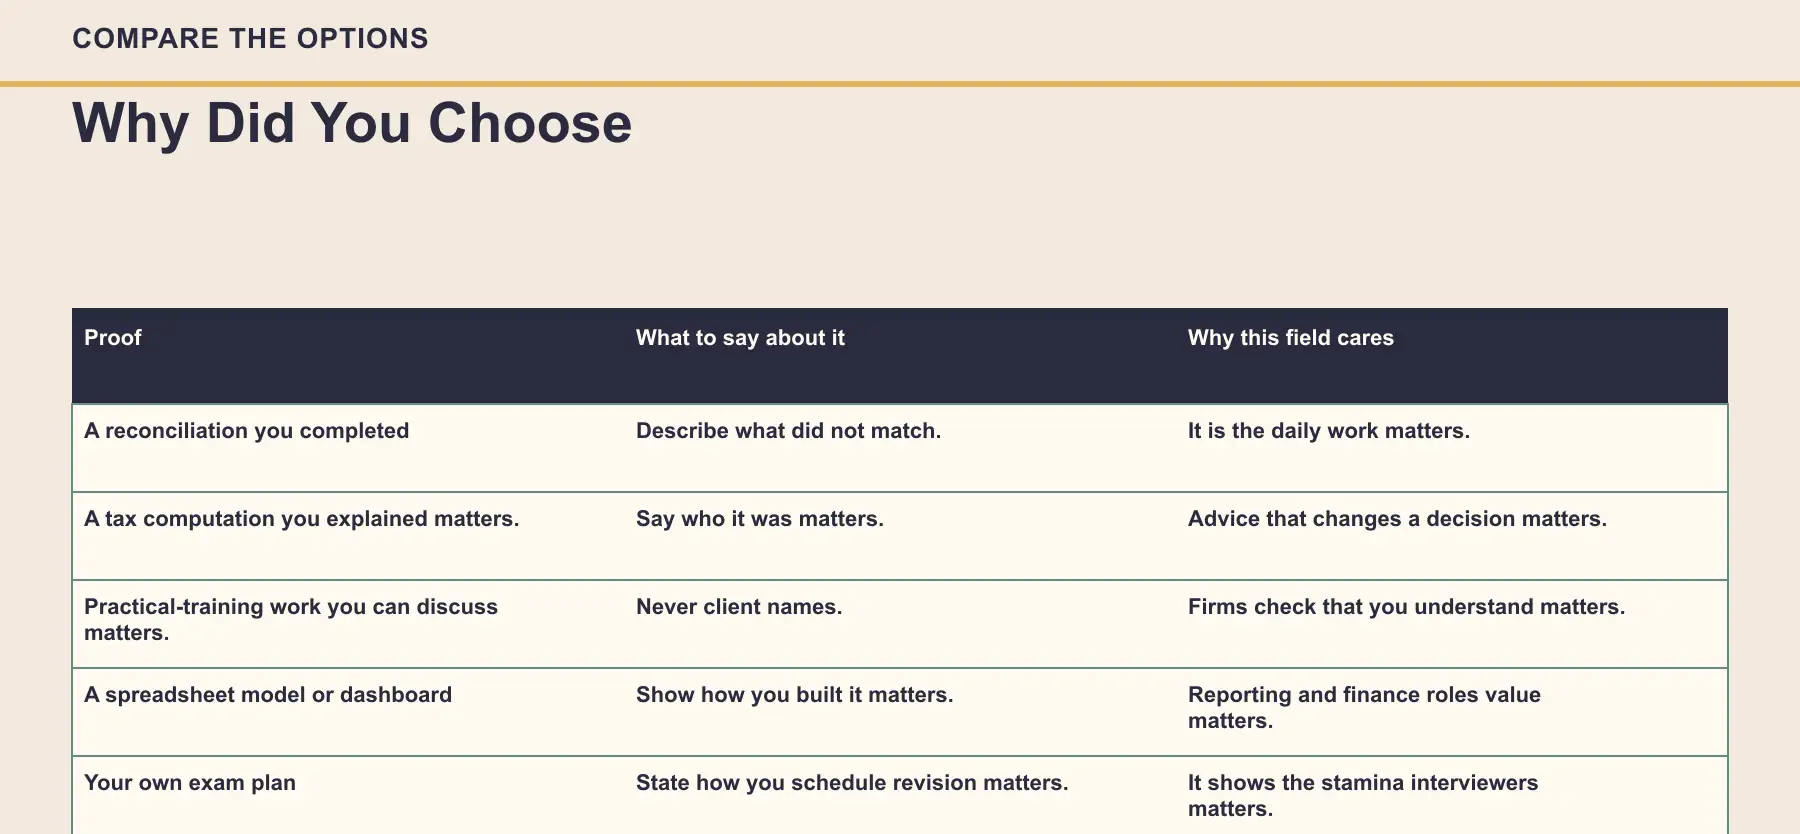 COMPARE THE OPTIONS
Why Did You Choose
Proof
What to say about it
Why this field cares
A reconciliation you completed
Describe what did not match.
It is the daily work matters.
A tax computation you explained matters.
Say who it was matters.
Advice that changes a decision matters.
Practical-training work you can discuss
matters.
Never client names.
Firms check that you understand matters.
A spreadsheet model or dashboard
Show how you built it matters.
Reporting and finance roles value
matters.
Your own exam plan
State how you schedule revision matters.
It shows the stamina interviewers
matters.